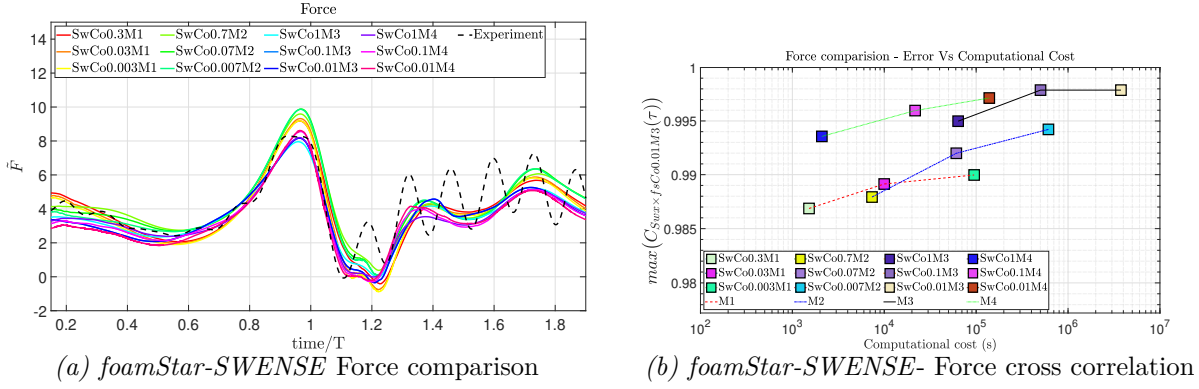 Force
SwCo0.3M1 SwCo0.7M2 SwCo1M3 SwCo1M4 Experiment
SwCo0.03M1 SwCo0.07M2 SwCo0.1M3 SwCo0.1M4
SwCo0.003M1 SwCo0.007M2 SwCo0.01M3 SwCo0.01M4
14
12
10
8
6
4
2
0
-2
F̄
0.2 0.4 0.6 0.8 1 1.2 1.4 1.6 1.8
time/T
(a) foamStar-SWENSE Force comparison
Force comparision - Error Vs Computational Cost
1
0.995
0.99
0.985
0.98
max(C_{Swx×fsCo0.01M3}(τ))
SwCo0.3M1 SwCo0.7M2 SwCo1M3 SwCo1M4
SwCo0.03M1 SwCo0.07M2 SwCo0.1M3 SwCo0.1M4
SwCo0.003M1 SwCo0.007M2 SwCo0.01M3 SwCo0.01M4
M1 M2 M3 M4
10^2 10^3 10^4 10^5 10^6 10^7
Computational cost (s)
(b) foamStar-SWENSE- Force cross correlation